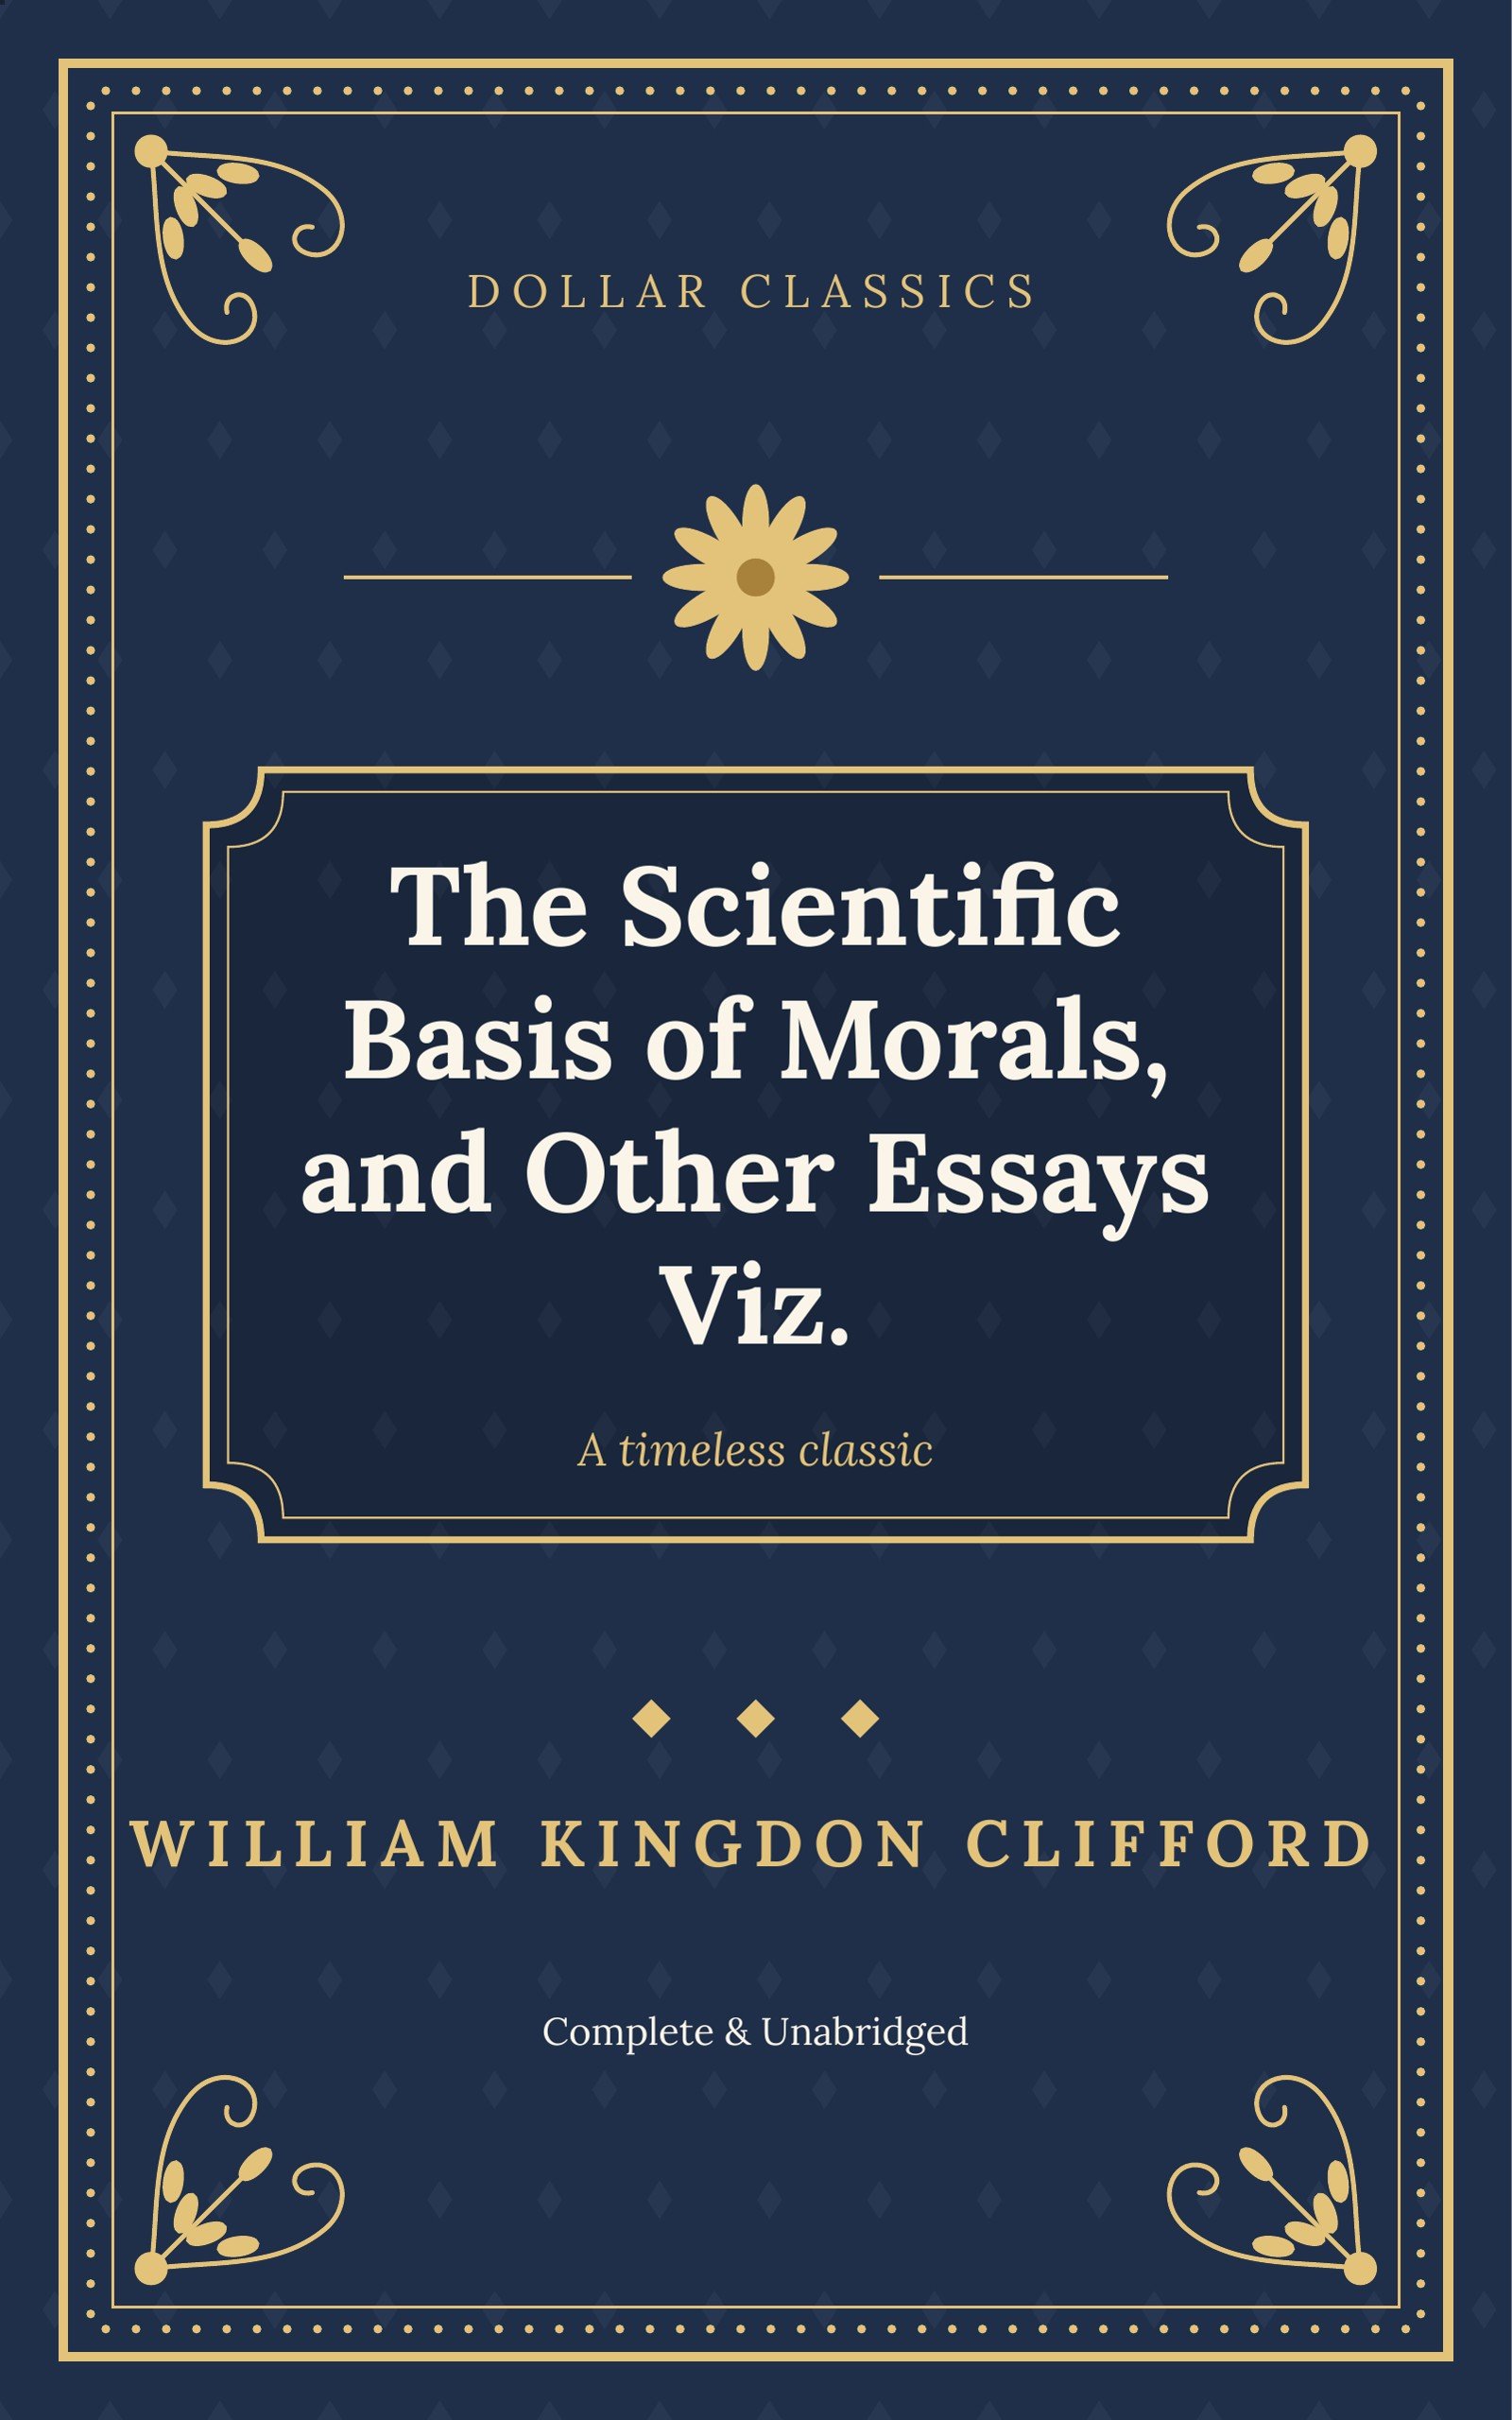 DOLLAR CLASSICS
The Scientific
Basis of Morals,
and Other Essays
Viz.
A timeless classic
WILLIAM KINGDON CLIFFORD
Complete & Unabridged